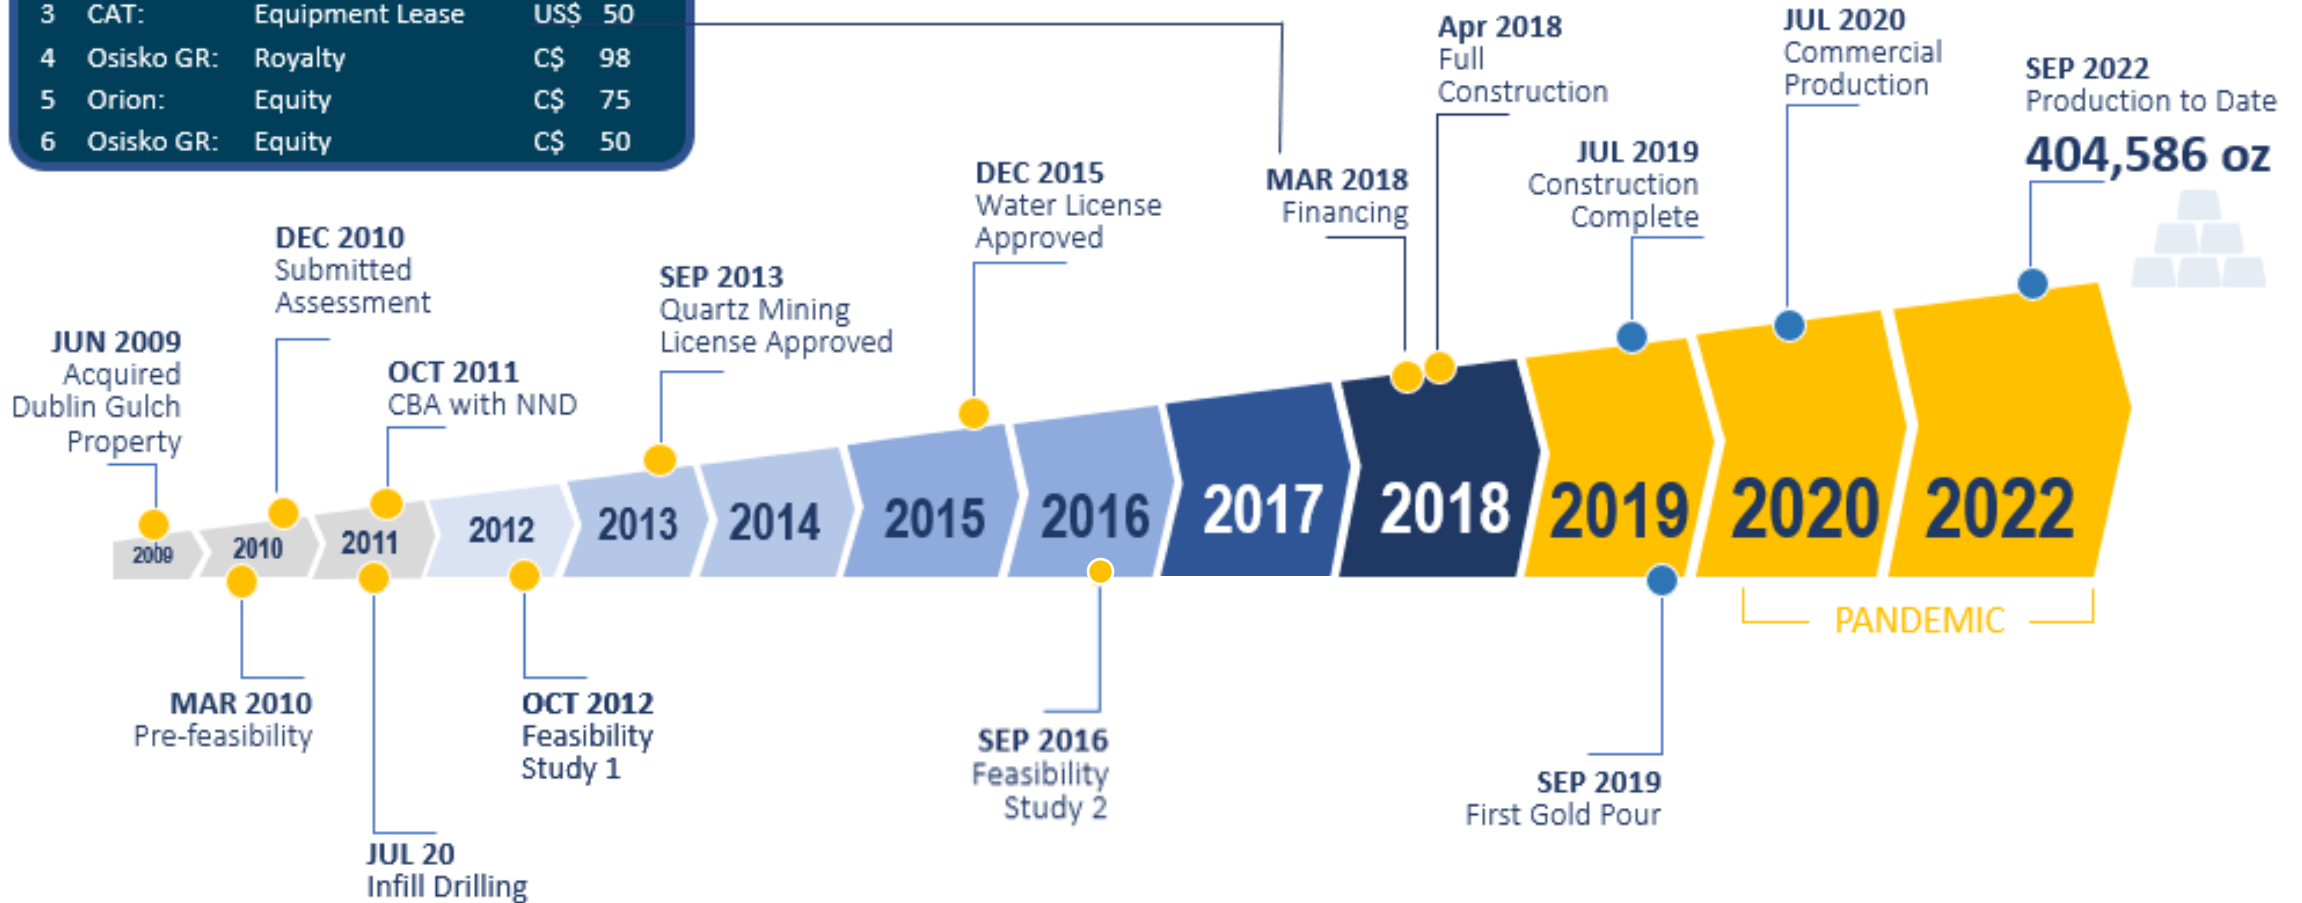 3 CAT: Equipment Lease US$ 50
4 Osisko GR: Royalty C$ 98
5 Orion: Equity C$ 75
6 Osisko GR: Equity C$ 50
JUN 2009
Acquired
Dublin Gulch
Property
DEC 2010
Submitted
Assessment
OCT 2011
CBA with NND
SEP 2013
Quartz Mining
License Approved
DEC 2015
Water License
Approved
MAR 2018
Financing
Apr 2018
Full
Construction
JUL 2019
Construction
Complete
JUL 2020
Commercial
Production
SEP 2022
Production to Date
404,586 oz
2009 2010 2011 2012 2013 2014 2015 2016 2017 2018 2019 2020 2022
PANDEMIC
MAR 2010
Pre-feasibility
JUL 20
Infill Drilling
OCT 2012
Feasibility
Study 1
SEP 2016
Feasibility
Study 2
SEP 2019
First Gold Pour